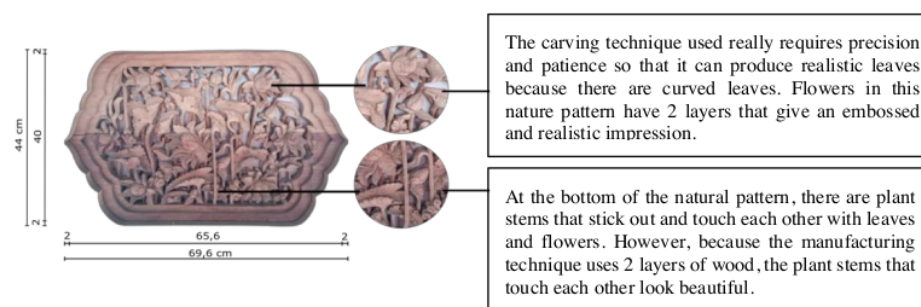 The carving technique used really requires precision
and patience so that it can produce realistic leaves
because there are curved leaves. Flowers in this
nature pattern have 2 layers that give an embossed
and realistic impression.
2
44 cm
40
2
2
65,6
2
69,6 cm
At the bottom of the natural pattern, there are plant
stems that stick out and touch each other with leaves
and flowers. However, because the manufacturing
technique uses 2 layers of wood, the plant stems that
touch each other look beautiful.